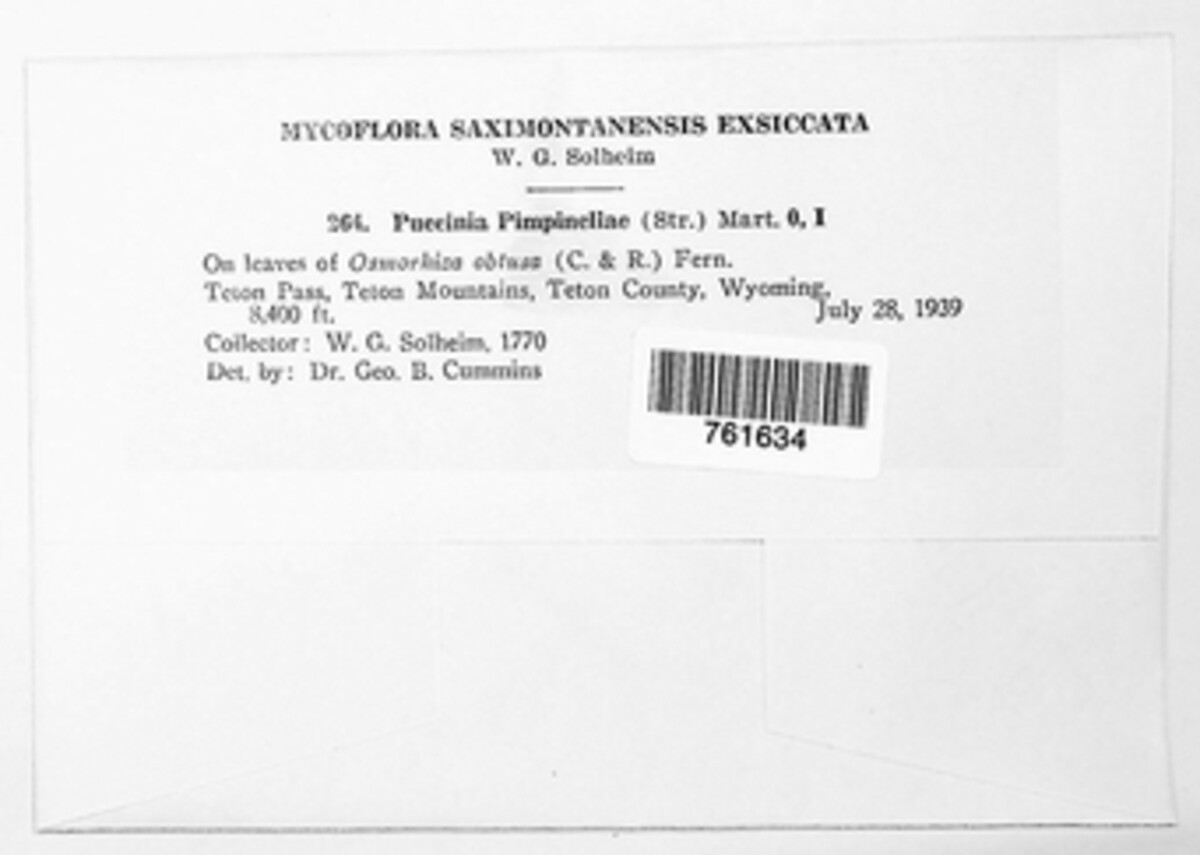 MYCOFLORA SAXIMONTANENSIS EXSICCATA
W. G. Solheim
264. Puccinia Pimpinellae (Str.) Mart. 0, I
On leaves of Osmorhiza obtusa (C. & R.) Fern.
Teton Pass, Teton Mountains, Teton County, Wyoming,
8,400 ft. July 28, 1939
Collector: W. G. Solheim, 1770
Det. by: Dr. Geo. B. Cummins
761634